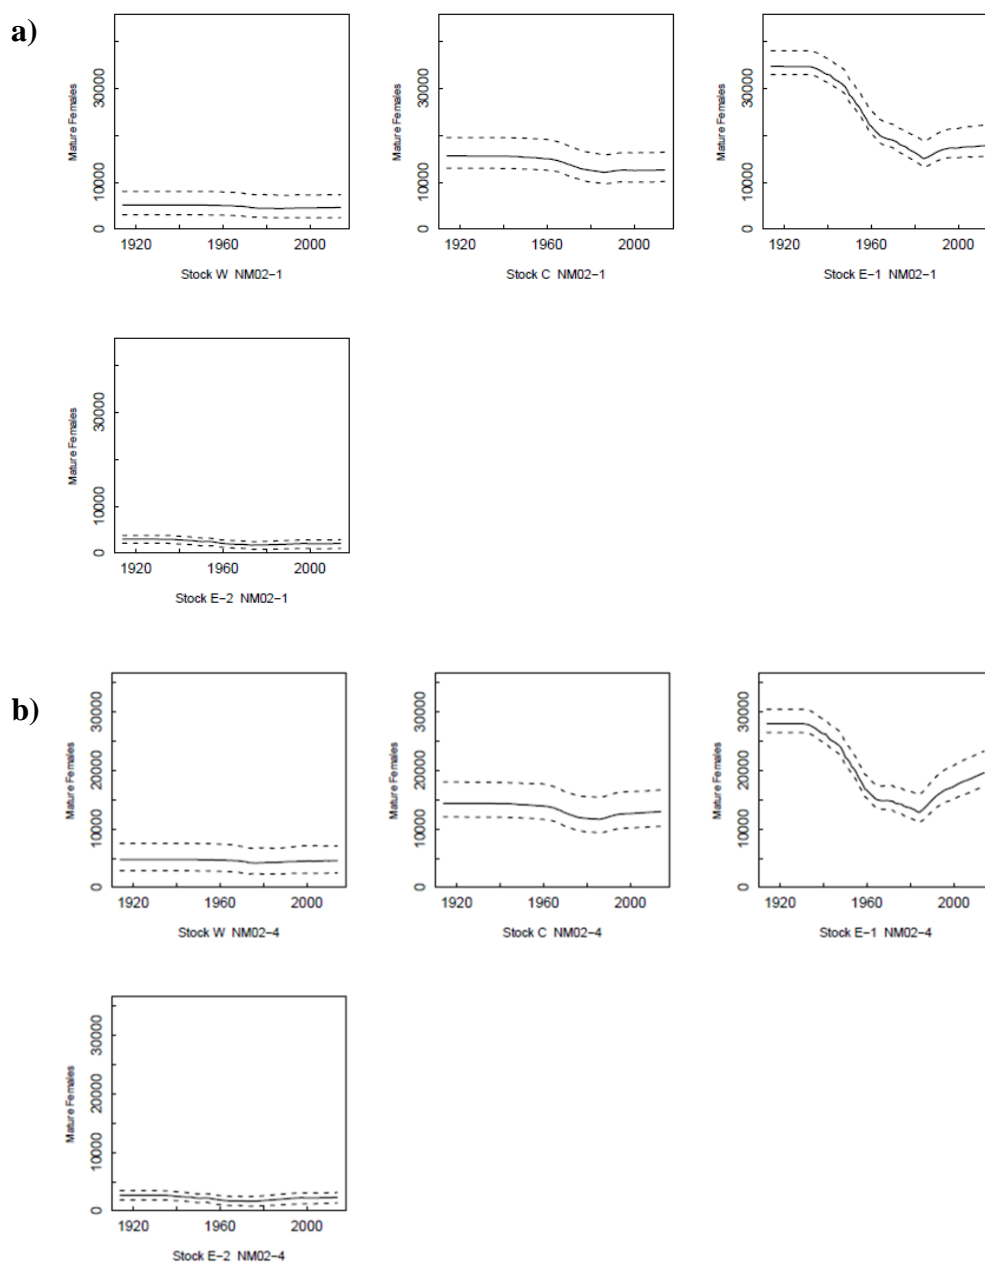 a)
Mature Females
0 10000 30000
1920 1960 2000
Stock W NM02-1
Mature Females
0 10000 30000
1920 1960 2000
Stock C NM02-1
Mature Females
0 10000 30000
1920 1960 2000
Stock E-1 NM02-1
Mature Females
0 10000 30000
1920 1960 2000
Stock E-2 NM02-1
b)
Mature Females
0 10000 20000 30000
1920 1960 2000
Stock W NM02-4
Mature Females
0 10000 20000 30000
1920 1960 2000
Stock C NM02-4
Mature Females
0 10000 20000 30000
1920 1960 2000
Stock E-1 NM02-4
Mature Females
0 10000 20000 30000
1920 1960 2000
Stock E-2 NM02-4